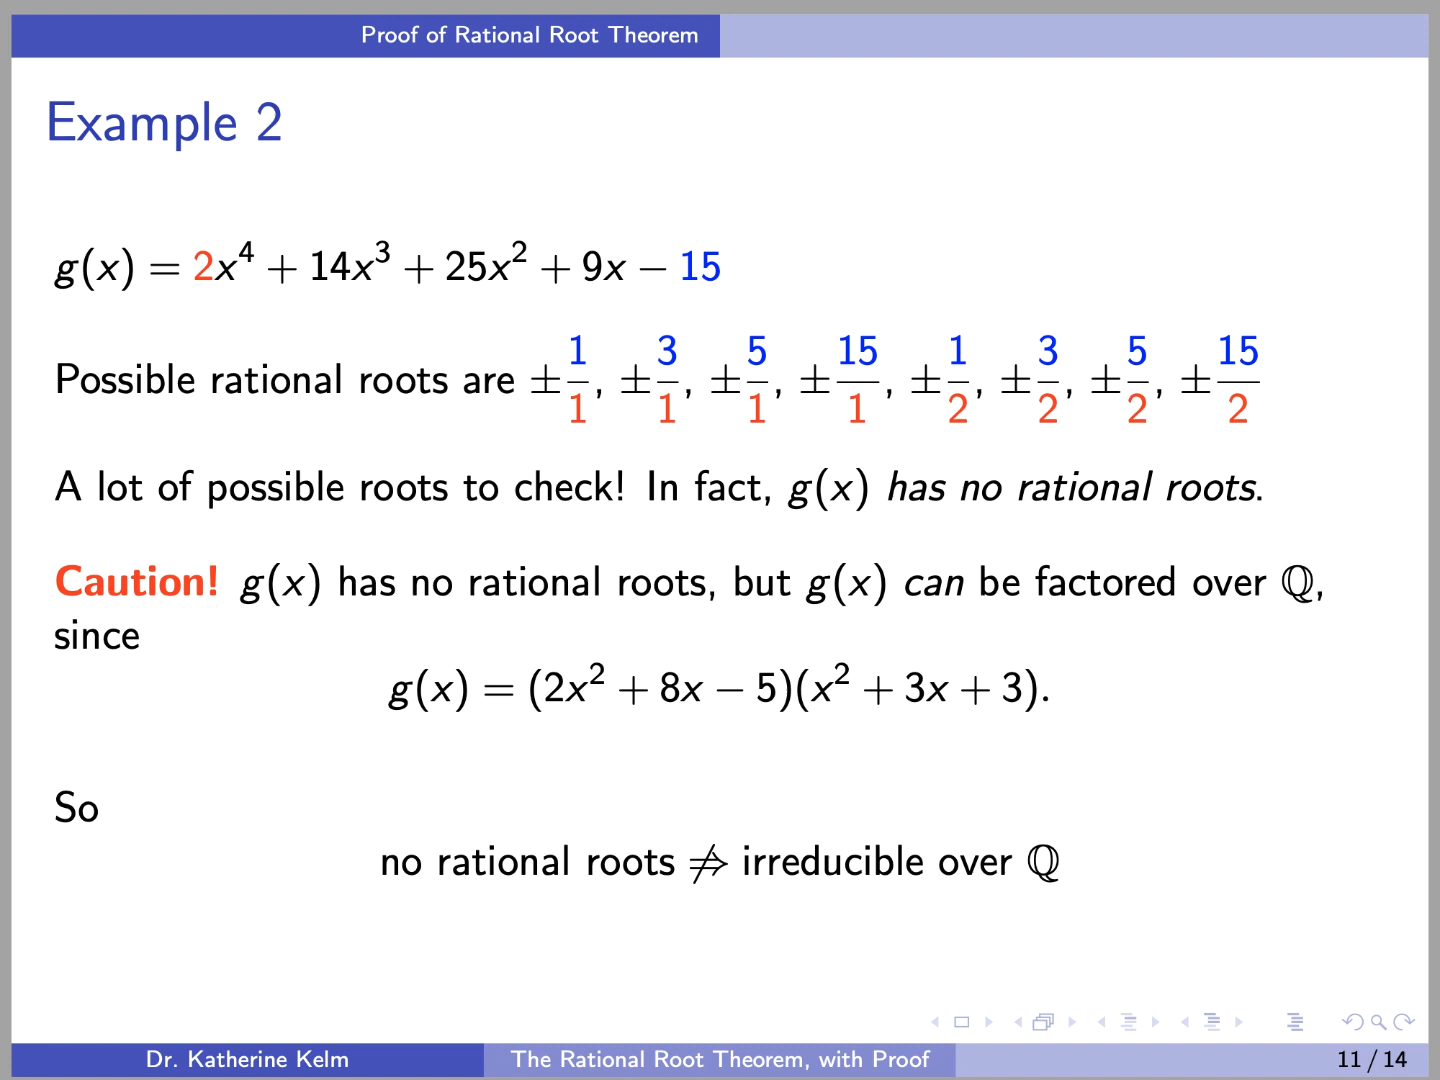 Proof of Rational Root Theorem
Example 2
g(x) = 2x⁴ + 14x³ + 25x² + 9x − 15
Possible rational roots are ±1/1, ±3/1, ±5/1, ±15/1, ±1/2, ±3/2, ±5/2, ±15/2
A lot of possible roots to check! In fact, g(x) has no rational roots.
Caution! g(x) has no rational roots, but g(x) can be factored over ℚ,
since
g(x) = (2x² + 8x − 5)(x² + 3x + 3).
So
no rational roots ⇏ irreducible over ℚ
Dr. Katherine Kelm The Rational Root Theorem, with Proof 11 / 14